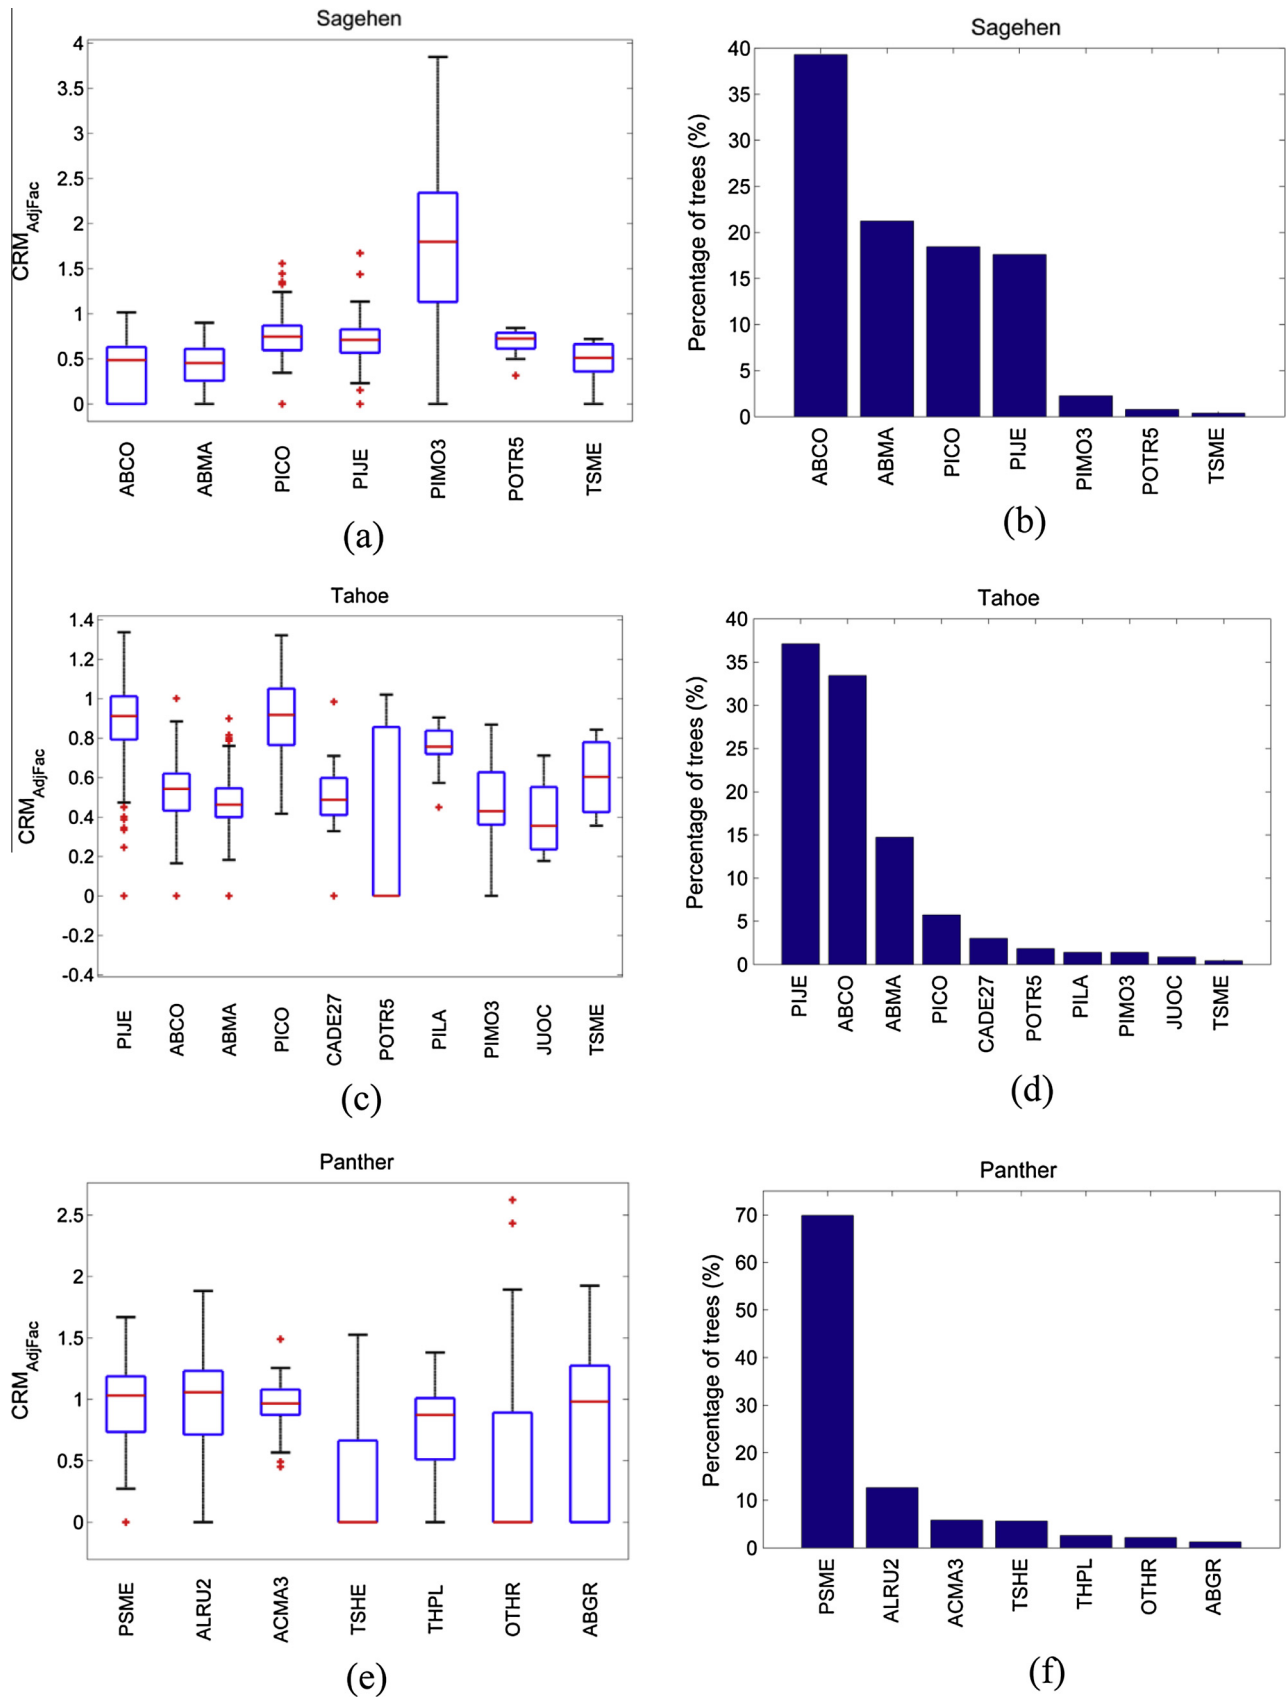 Sagehen
4
3.5
3
2.5
2
1.5
1
0.5
0
CRM_AdjFac
ABCO
ABMA
PICO
PIJE
PIMO3
POTR5
TSME
(a)
Sagehen
40
35
30
25
20
15
10
5
0
Percentage of trees (%)
ABCO
ABMA
PICO
PIJE
PIMO3
POTR5
TSME
(b)
Tahoe
1.4
1.2
1
0.8
0.6
0.4
0.2
0
-0.2
-0.4
CRM_AdjFac
PIJE
ABCO
ABMA
PICO
CADE27
POTR5
PILA
PIMO3
JUOC
TSME
(c)
Tahoe
40
35
30
25
20
15
10
5
0
Percentage of trees (%)
PIJE
ABCO
ABMA
PICO
CADE27
POTR5
PILA
PIMO3
JUOC
TSME
(d)
Panther
2.5
2
1.5
1
0.5
0
CRM_AdjFac
PSME
ALRU2
ACMA3
TSHE
THPL
OTHR
ABGR
(e)
Panther
70
60
50
40
30
20
10
0
Percentage of trees (%)
PSME
ALRU2
ACMA3
TSHE
THPL
OTHR
ABGR
(f)